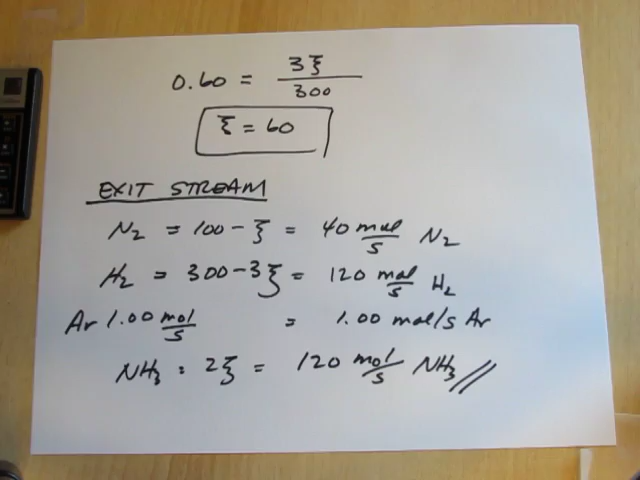 0.60 = 3ξ / 300
ξ = 60
EXIT STREAM
N₂ = 100 - ξ = 40 mol/s N₂
H₂ = 300 - 3ξ = 120 mol/s H₂
Ar 1.00 mol/s = 1.00 mol/s Ar
NH₃ : 2ξ = 120 mol/s NH₃ //